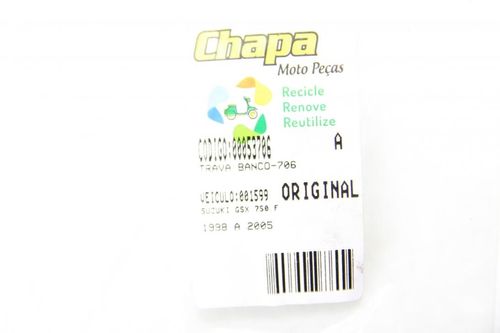 Chapa
Moto Peças
Recicle
Renove
Reutilize
CODIGO:00053706 A
TRAVA BANCO-706
VEICULO:001599 ORIGINAL
SUZUKI GSX 750 F
1998 A 2005